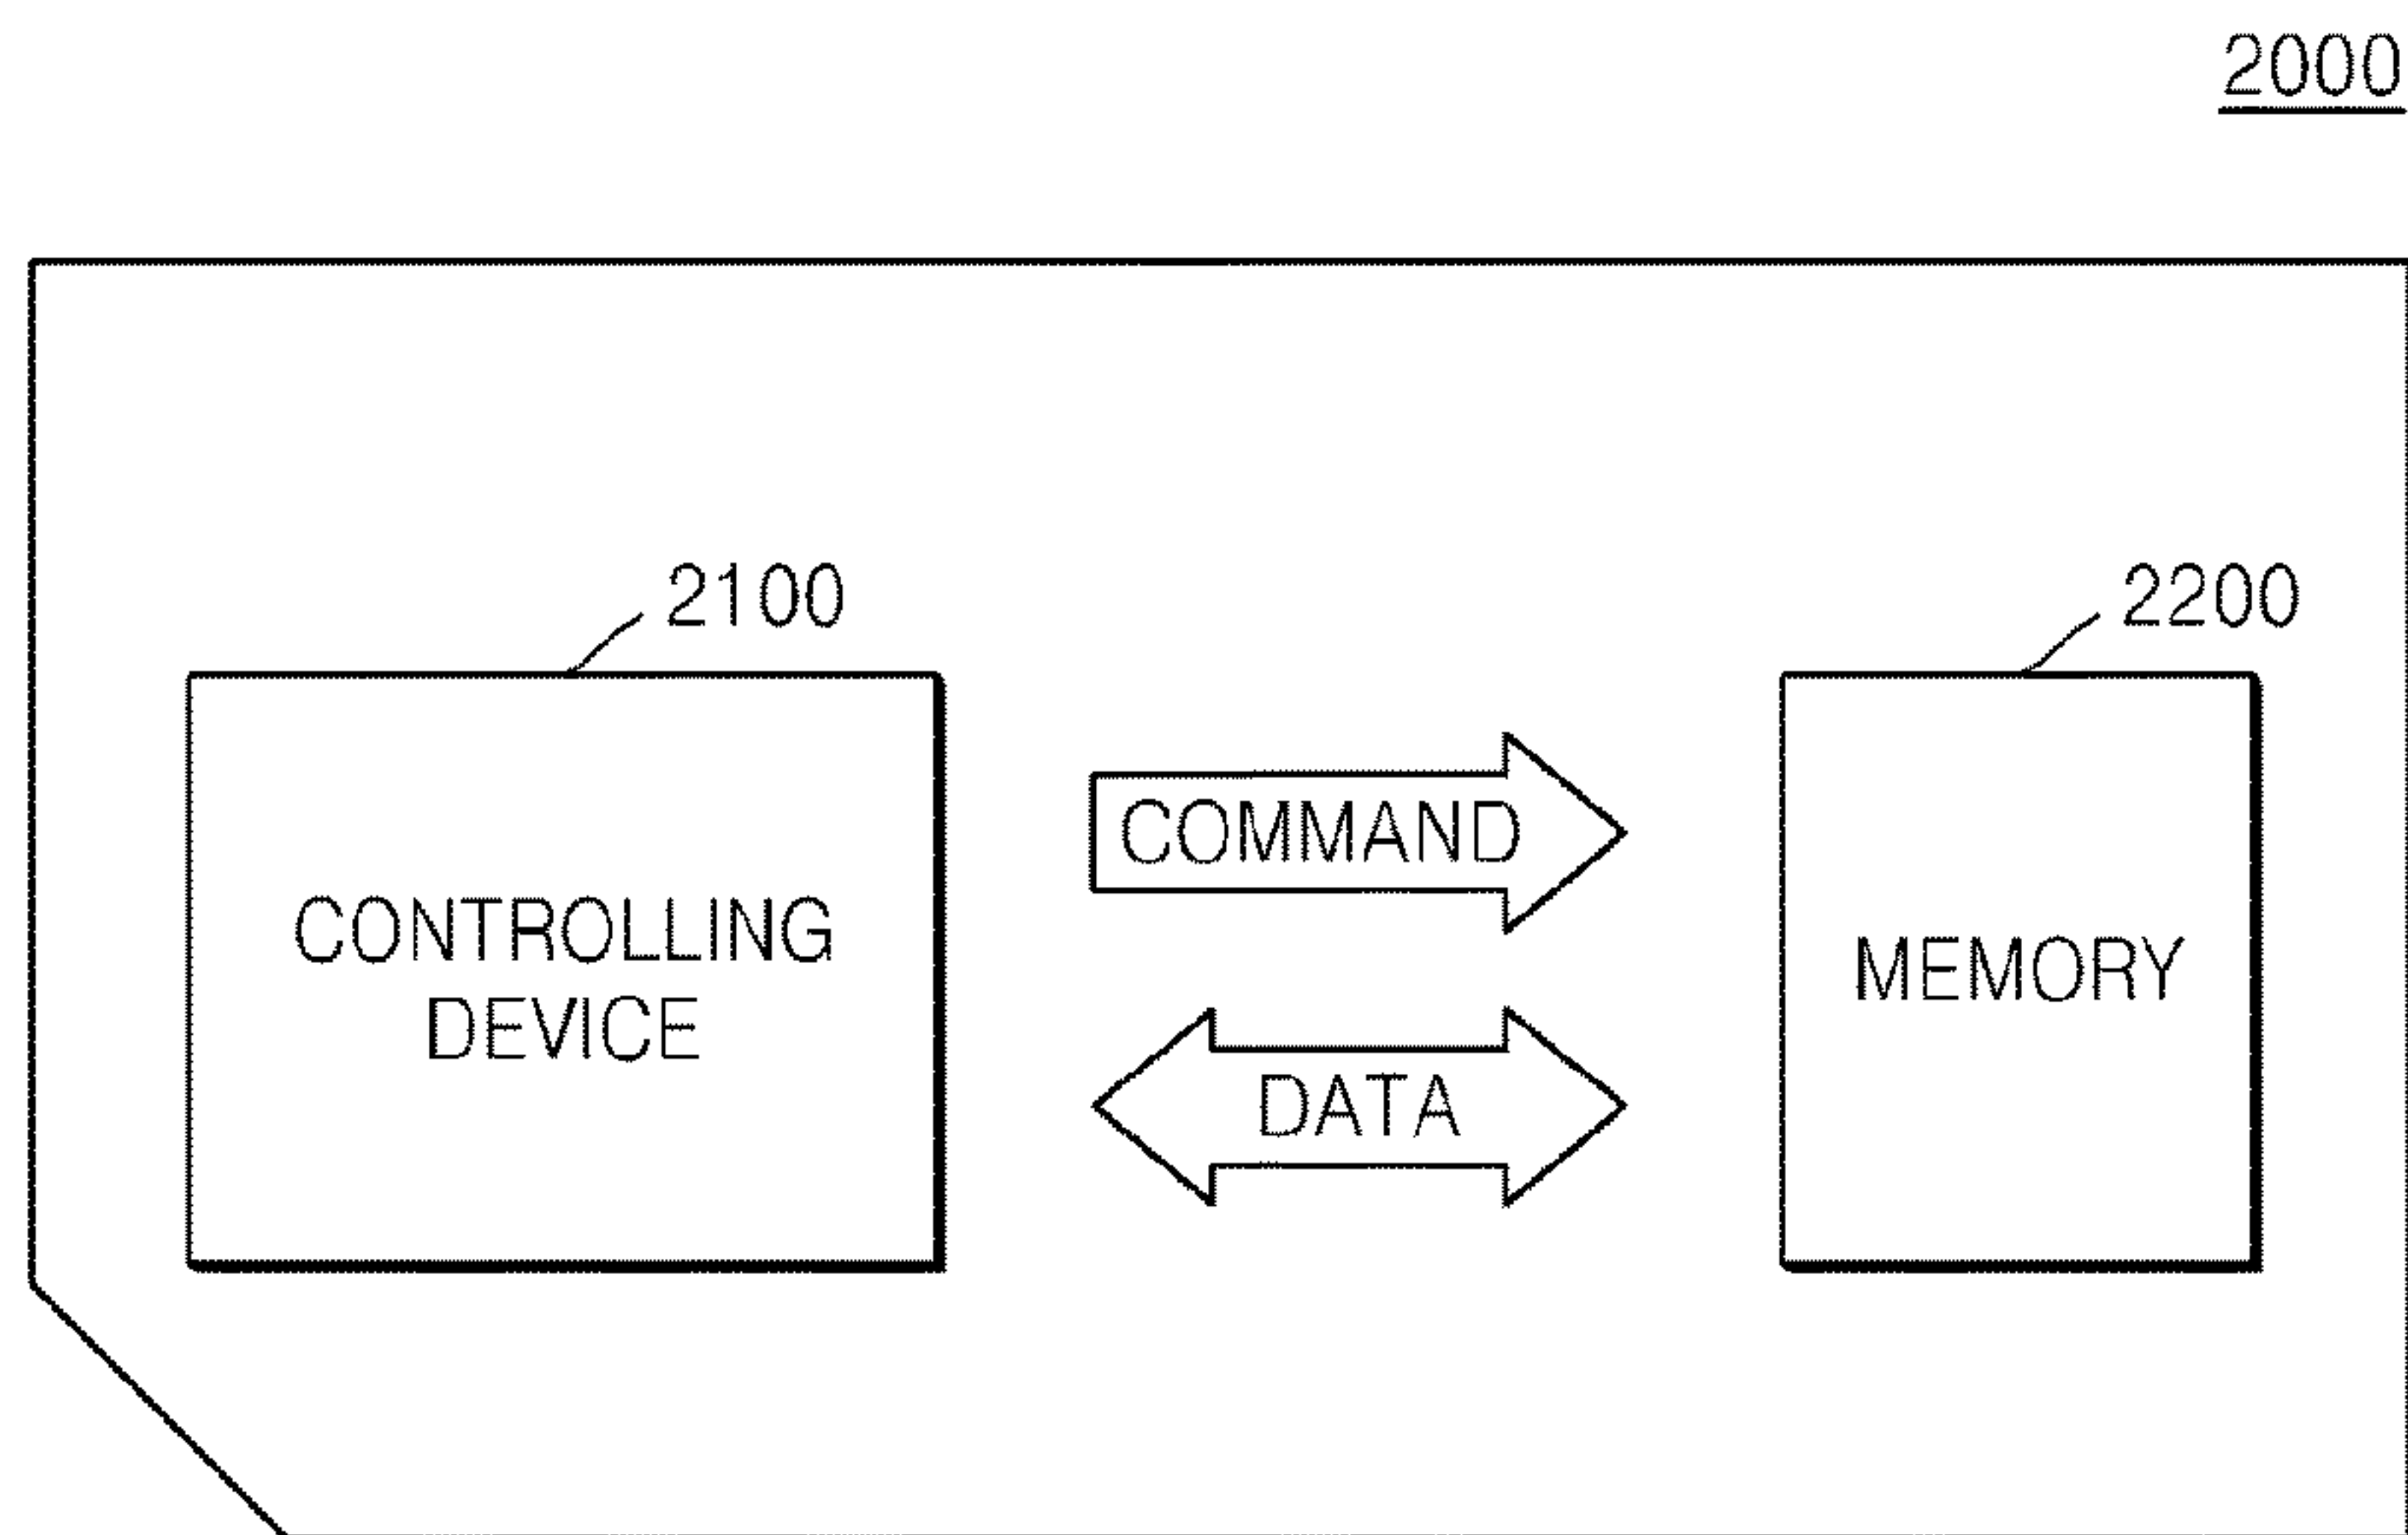 2000
2100
2200
CONTROLLING
DEVICE
COMMAND
DATA
MEMORY